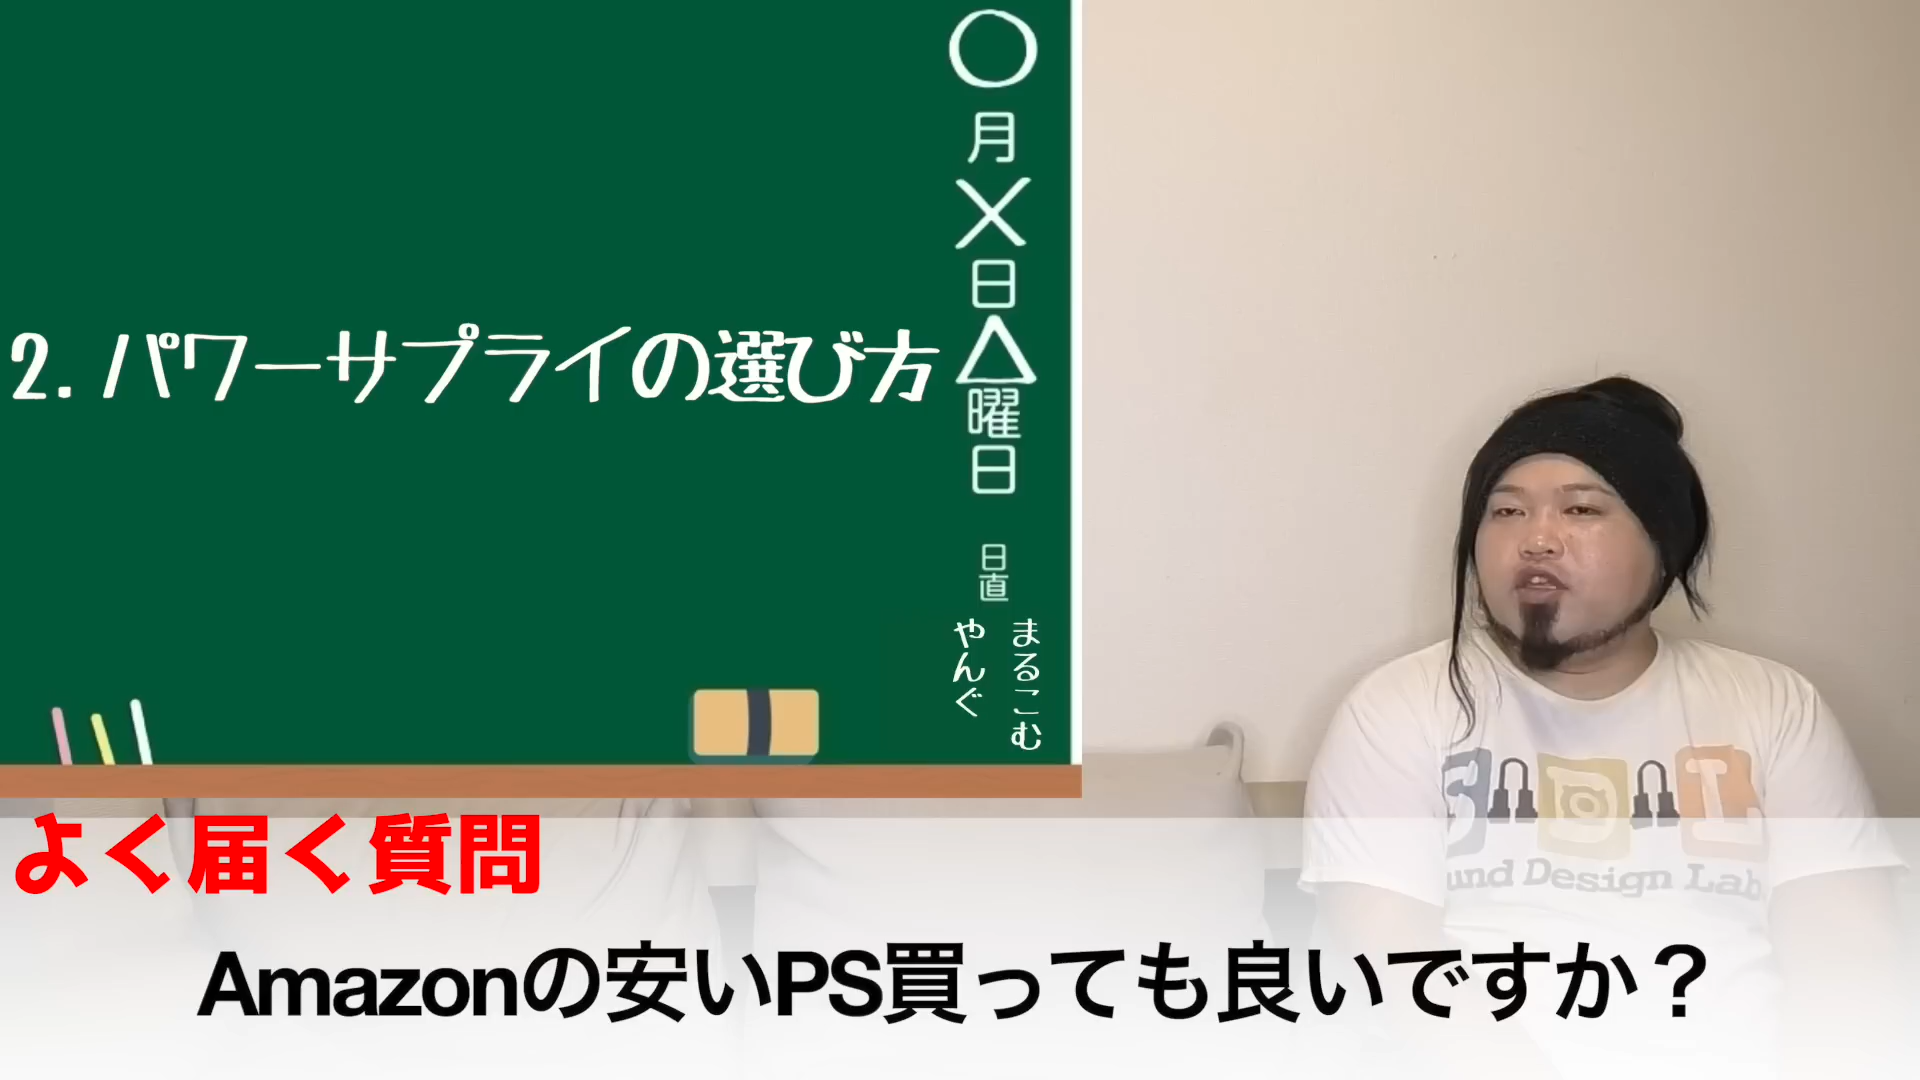 2. パワーサプライの選び方
〇月×日△曜日
日直
まるこむ
やんぐ
SODAL
und Design Lab
よく届く質問
Amazonの安いPS買っても良いですか？